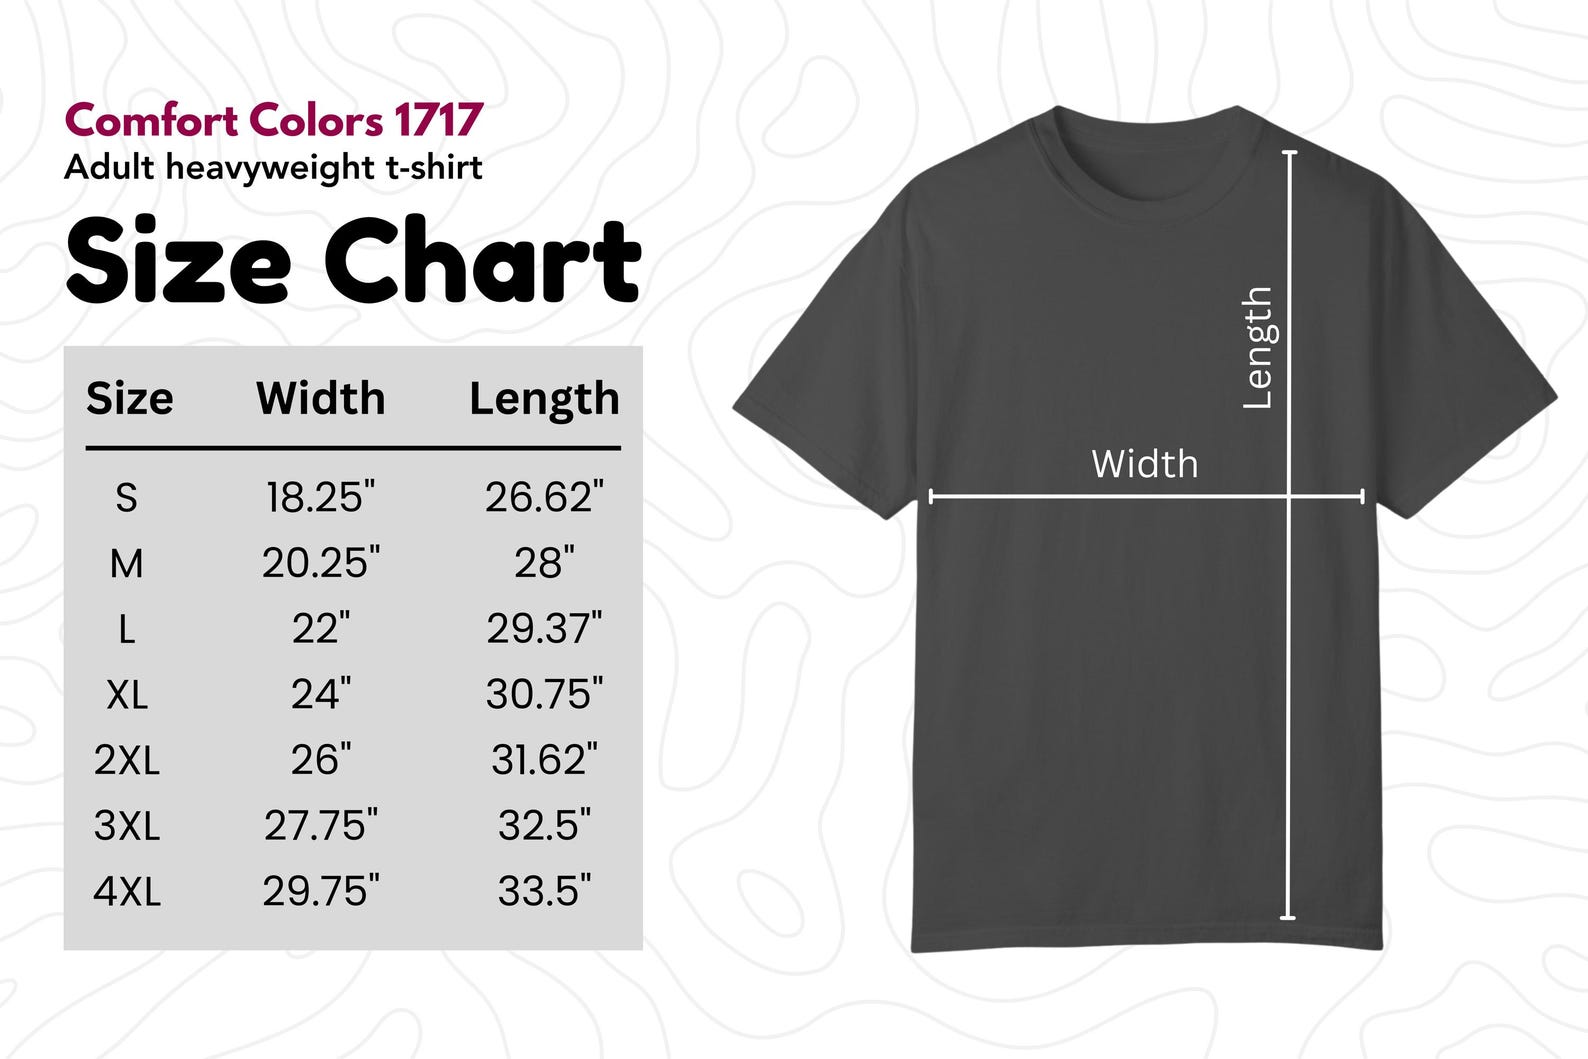 Comfort Colors 1717
Adult heavyweight t-shirt
Size Chart
Size Width Length
S 18.25" 26.62"
M 20.25" 28"
L 22" 29.37"
XL 24" 30.75"
2XL 26" 31.62"
3XL 27.75" 32.5"
4XL 29.75" 33.5"
Length
Width